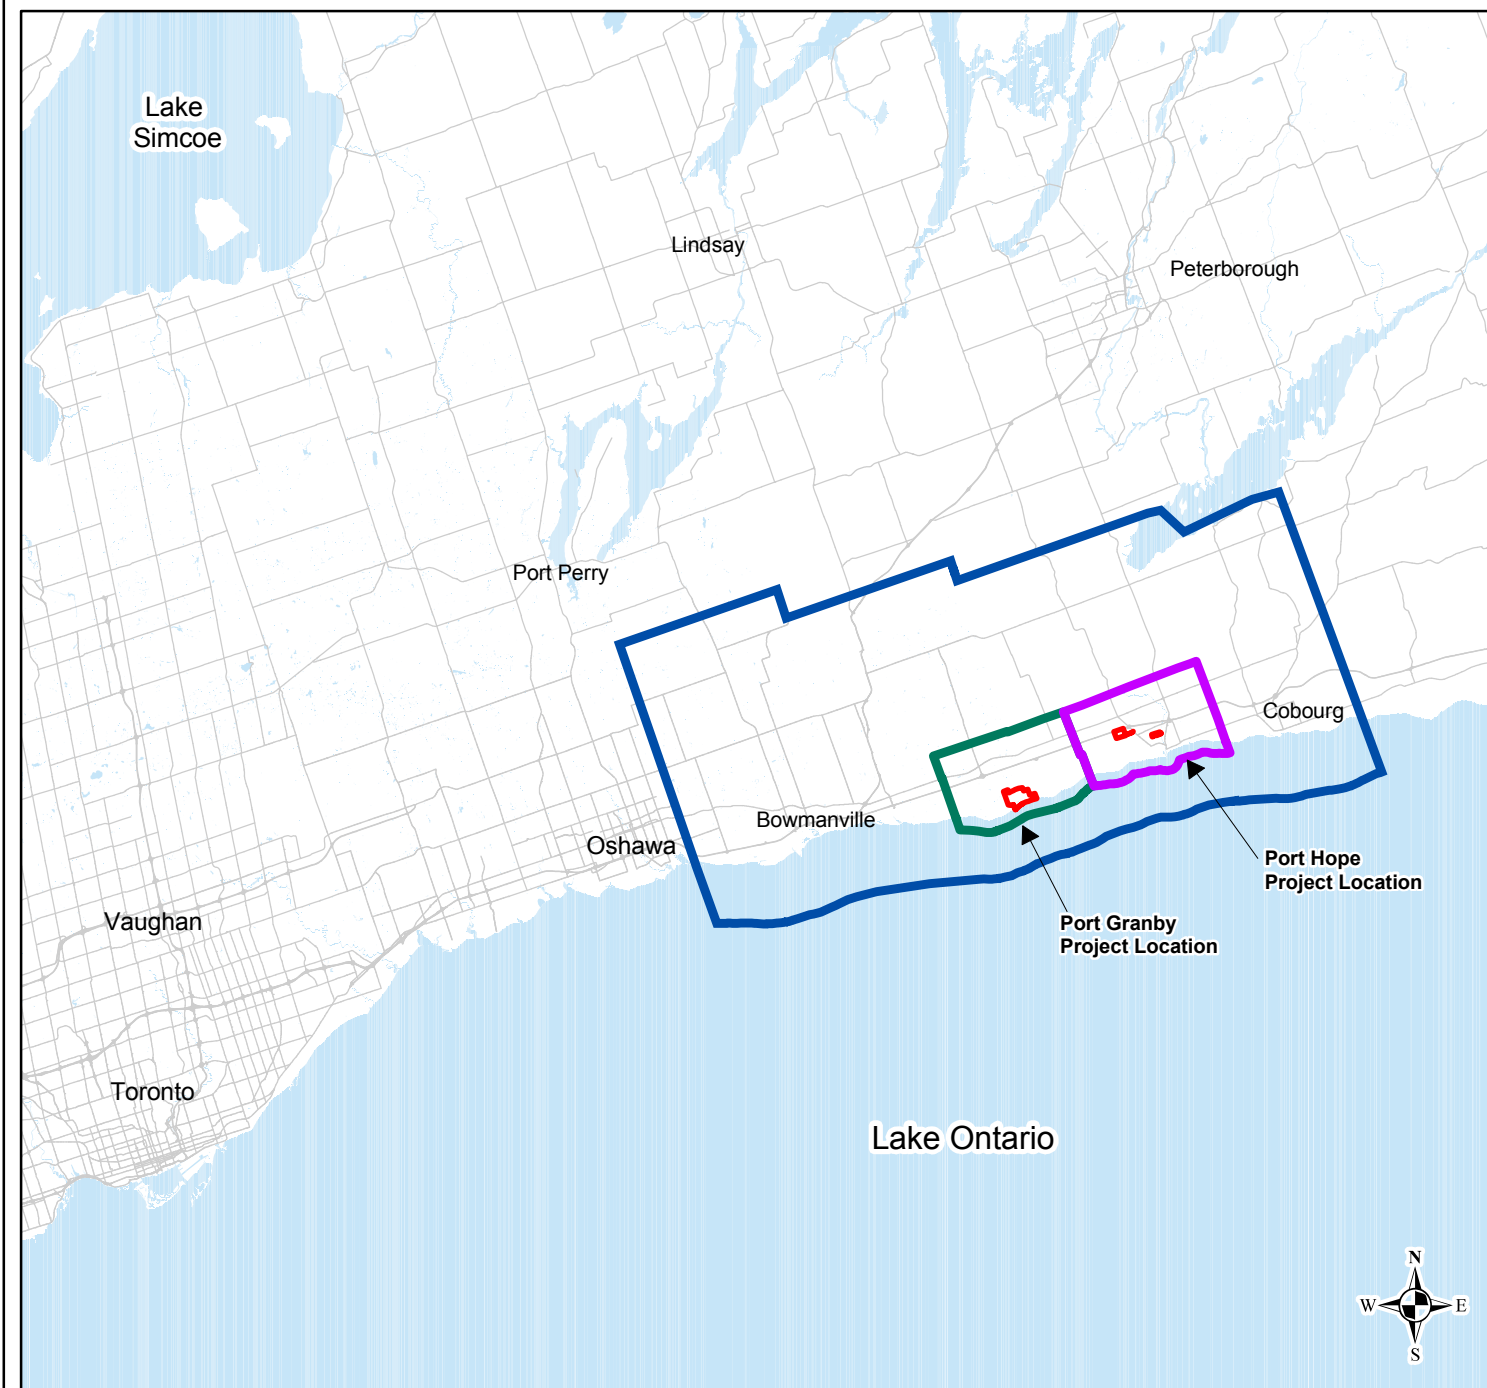 Lake
Simcoe
Lindsay
Peterborough
Port Perry
Cobourg
Bowmanville
Oshawa
Port Hope
Project Location
Vaughan
Port Granby
Project Location
Toronto
Lake Ontario
N
W E
S